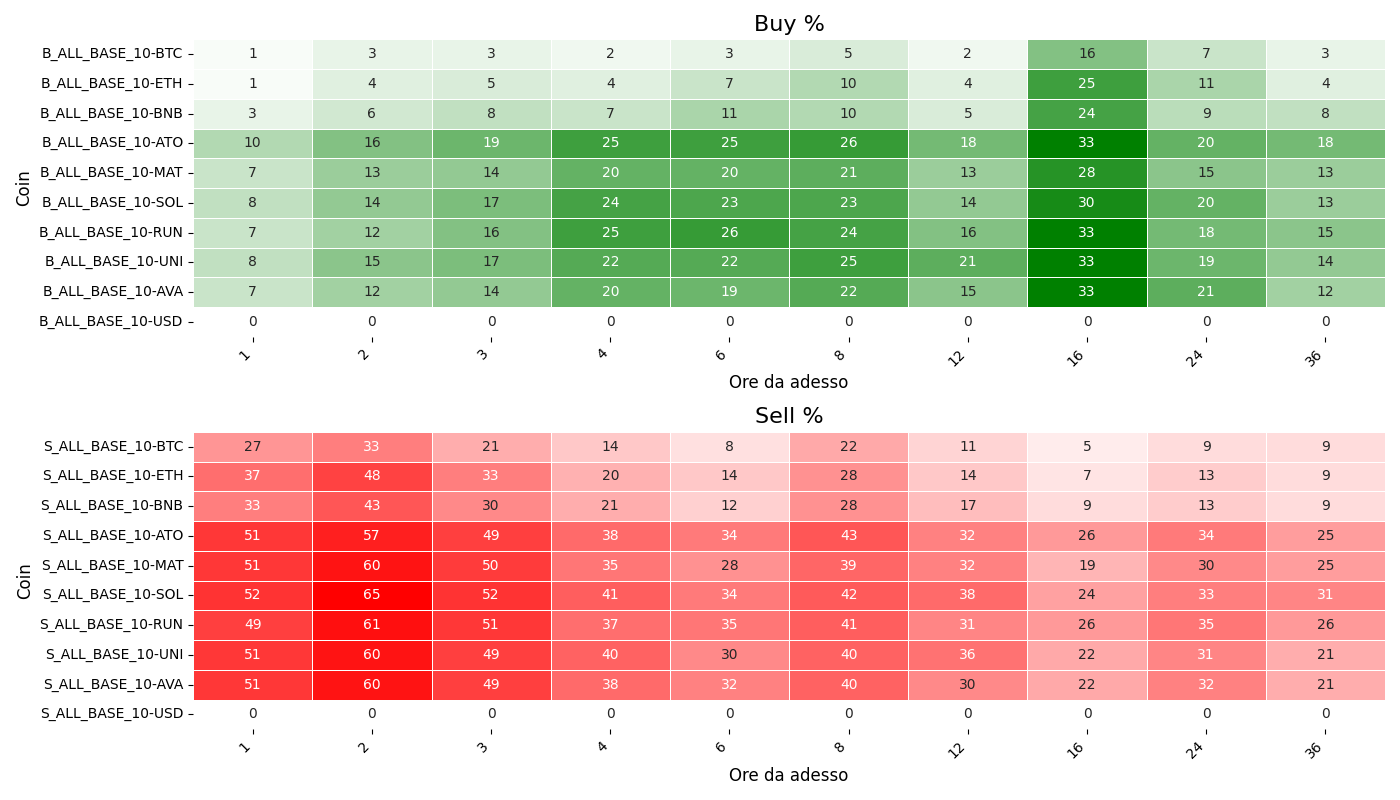 Buy %
Coin
B_ALL_BASE_10-BTC 1 3 3 2 3 5 2 16 7 3
B_ALL_BASE_10-ETH 1 4 5 4 7 10 4 25 11 4
B_ALL_BASE_10-BNB 3 6 8 7 11 10 5 24 9 8
B_ALL_BASE_10-ATO 10 16 19 25 25 26 18 33 20 18
B_ALL_BASE_10-MAT 7 13 14 20 20 21 13 28 15 13
B_ALL_BASE_10-SOL 8 14 17 24 23 23 14 30 20 13
B_ALL_BASE_10-RUN 7 12 16 25 26 24 16 33 18 15
B_ALL_BASE_10-UNI 8 15 17 22 22 25 21 33 19 14
B_ALL_BASE_10-AVA 7 12 14 20 19 22 15 33 21 12
B_ALL_BASE_10-USD 0 0 0 0 0 0 0 0 0 0
1 2 3 4 6 8 12 16 24 36
Ore da adesso
Sell %
Coin
S_ALL_BASE_10-BTC 27 33 21 14 8 22 11 5 9 9
S_ALL_BASE_10-ETH 37 48 33 20 14 28 14 7 13 9
S_ALL_BASE_10-BNB 33 43 30 21 12 28 17 9 13 9
S_ALL_BASE_10-ATO 51 57 49 38 34 43 32 26 34 25
S_ALL_BASE_10-MAT 51 60 50 35 28 39 32 19 30 25
S_ALL_BASE_10-SOL 52 65 52 41 34 42 38 24 33 31
S_ALL_BASE_10-RUN 49 61 51 37 35 41 31 26 35 26
S_ALL_BASE_10-UNI 51 60 49 40 30 40 36 22 31 21
S_ALL_BASE_10-AVA 51 60 49 38 32 40 30 22 32 21
S_ALL_BASE_10-USD 0 0 0 0 0 0 0 0 0 0
1 2 3 4 6 8 12 16 24 36
Ore da adesso